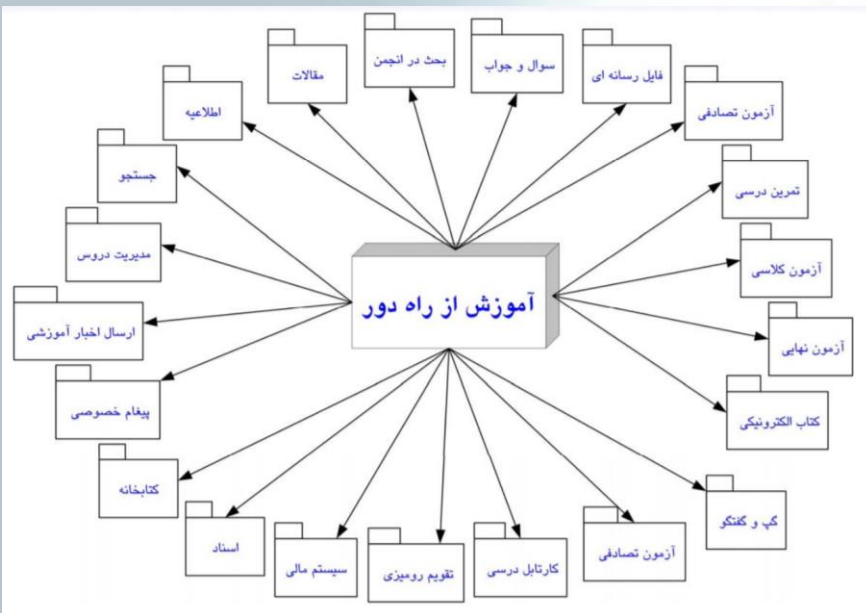 بحث در انجمن
سوال و جواب
فایل رسانه ای
مقالات
آزمون تصادفی
اطلاعیه
تمرین درسی
جستجو
آزمون کلاسی
مدیریت دروس
آموزش از راه دور
ارسال اخبار آموزشی
آزمون نهایی
پیغام خصوصی
کتاب الکترونیکی
کتابخانه
گپ و گفتگو
اسناد
سیستم مالی
تقویم رومیزی
کارتابل درسی
آزمون تصادفی